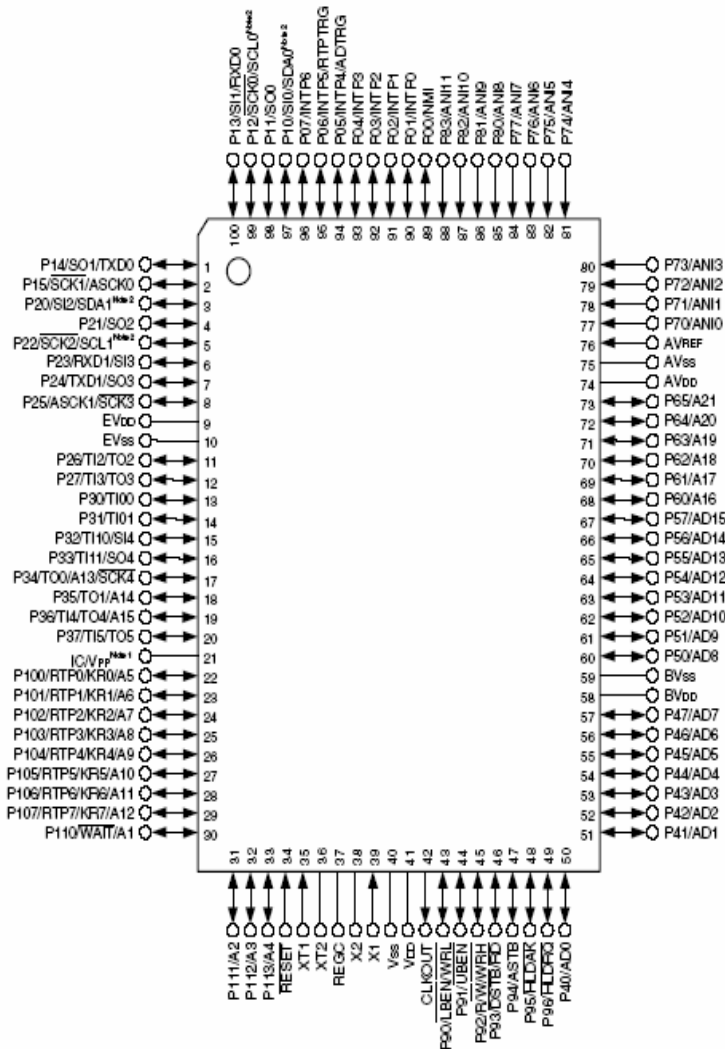 P13/SI1/RXD0
P12/SCK0/SCL0Note2
P11/SO0
P10/SI0/SDA0Note2
P07/INTP6
P06/INTP5/RTPTRG
P05/INTP4/ADTRG
P04/INTP3
P03/INTP2
P02/INTP1
P01/INTP0
P00/NMI
P83/ANI11
P82/ANI10
P81/ANI9
P80/ANI8
P77/ANI7
P76/ANI6
P75/ANI5
P74/ANI4
100 99 98 97 96 95 94 93 92 91 90 89 88 87 86 85 84 83 82 81
P14/SO1/TXD0 1
P15/SCK1/ASCK0 2
P20/SI2/SDA1Note2 3
P21/SO2 4
P22/SCK2/SCL1Note2 5
P23/RXD1/SI3 6
P24/TXD1/SO3 7
P25/ASCK1/SCK3 8
EVDD 9
EVSS 10
P26/TI2/TO2 11
P27/TI3/TO3 12
P30/TI00 13
P31/TI01 14
P32/TI10/SI4 15
P33/TI11/SO4 16
P34/TO0/A13/SCK4 17
P35/TO1/A14 18
P36/TI4/TO4/A15 19
P37/TI5/TO5 20
IC/VPPNote1 21
P100/RTP0/KR0/A5 22
P101/RTP1/KR1/A6 23
P102/RTP2/KR2/A7 24
P103/RTP3/KR3/A8 25
P104/RTP4/KR4/A9 26
P105/RTP5/KR5/A10 27
P106/RTP6/KR6/A11 28
P107/RTP7/KR7/A12 29
P110/WAIT/A1 30
80 P73/ANI3
79 P72/ANI2
78 P71/ANI1
77 P70/ANI0
76 AVREF
75 AVSS
74 AVDD
73 P65/A21
72 P64/A20
71 P63/A19
70 P62/A18
69 P61/A17
68 P60/A16
67 P57/AD15
66 P56/AD14
65 P55/AD13
64 P54/AD12
63 P53/AD11
62 P52/AD10
61 P51/AD9
60 P50/AD8
59 BVSS
58 BVDD
57 P47/AD7
56 P46/AD6
55 P45/AD5
54 P44/AD4
53 P43/AD3
52 P42/AD2
51 P41/AD1
31 32 33 34 35 36 37 38 39 40 41 42 43 44 45 46 47 48 49 50
P111/A2
P112/A3
P113/A4
RESET
XT1
XT2
REGC
X2
X1
VSS
VDD
CLKOUT
P90/LBEN/WRL
P91/UBEN
P92/R/W/WRH
P93/DSTB/RD
P94/ASTB
P95/HLDAK
P96/HLDRQ
P40/AD0